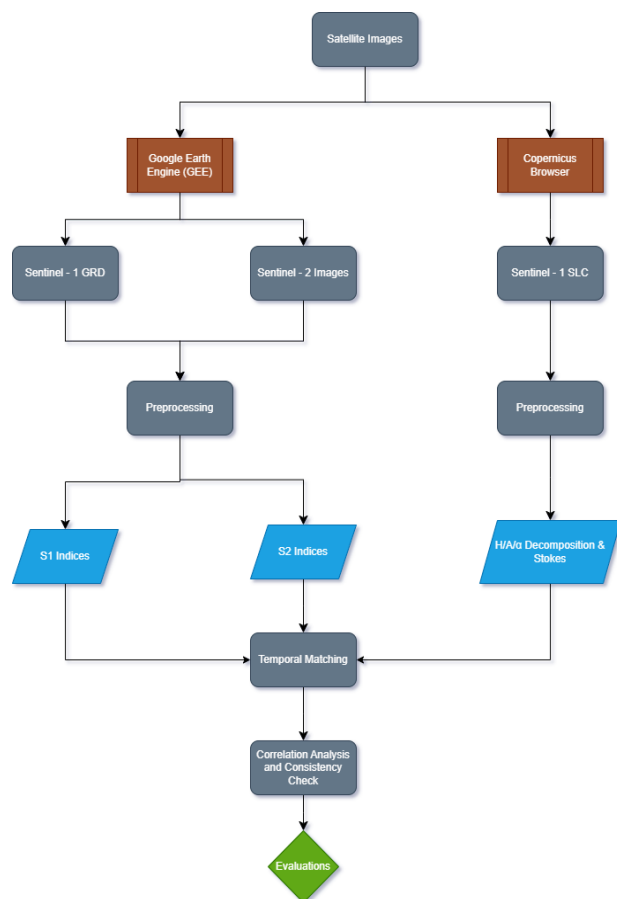 Satellite Images
Google Earth
Engine (GEE)
Copernicus
Browser
Sentinel - 1 GRD
Sentinel - 2 Images
Sentinel - 1 SLC
Preprocessing
Preprocessing
S1 Indices
S2 Indices
H/A/α Decomposition &
Stokes
Temporal Matching
Correlation Analysis
and Consistency
Check
Evaluations